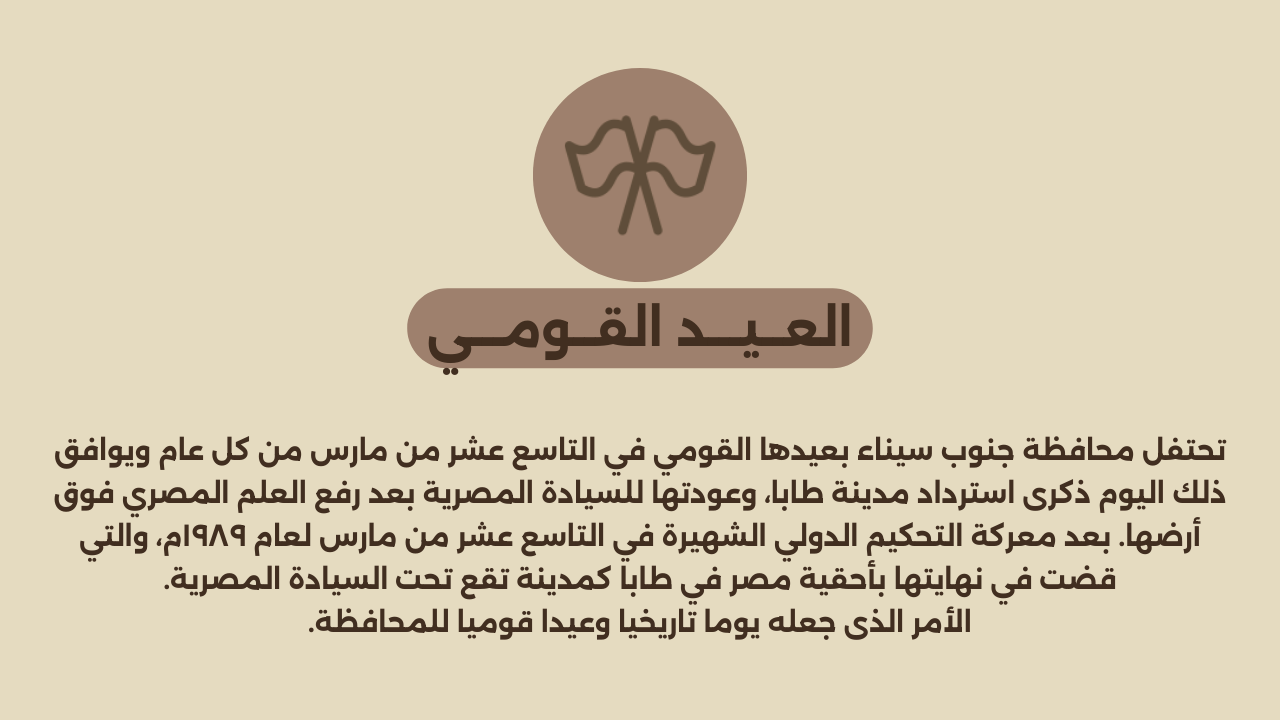 العيـد القـومـي
تحتفل محافظة جنوب سيناء بعيدها القومي في التاسع عشر من مارس من كل عام ويوافق
ذلك اليوم ذكرى استرداد مدينة طابا، وعودتها للسيادة المصرية بعد رفع العلم المصري فوق
أرضها. بعد معركة التحكيم الدولي الشهيرة في التاسع عشر من مارس لعام ١٩٨٩م، والتي
قضت في نهايتها بأحقية مصر في طابا كمدينة تقع تحت السيادة المصرية.
الأمر الذى جعله يوما تاريخيا وعيدا قوميا للمحافظة.